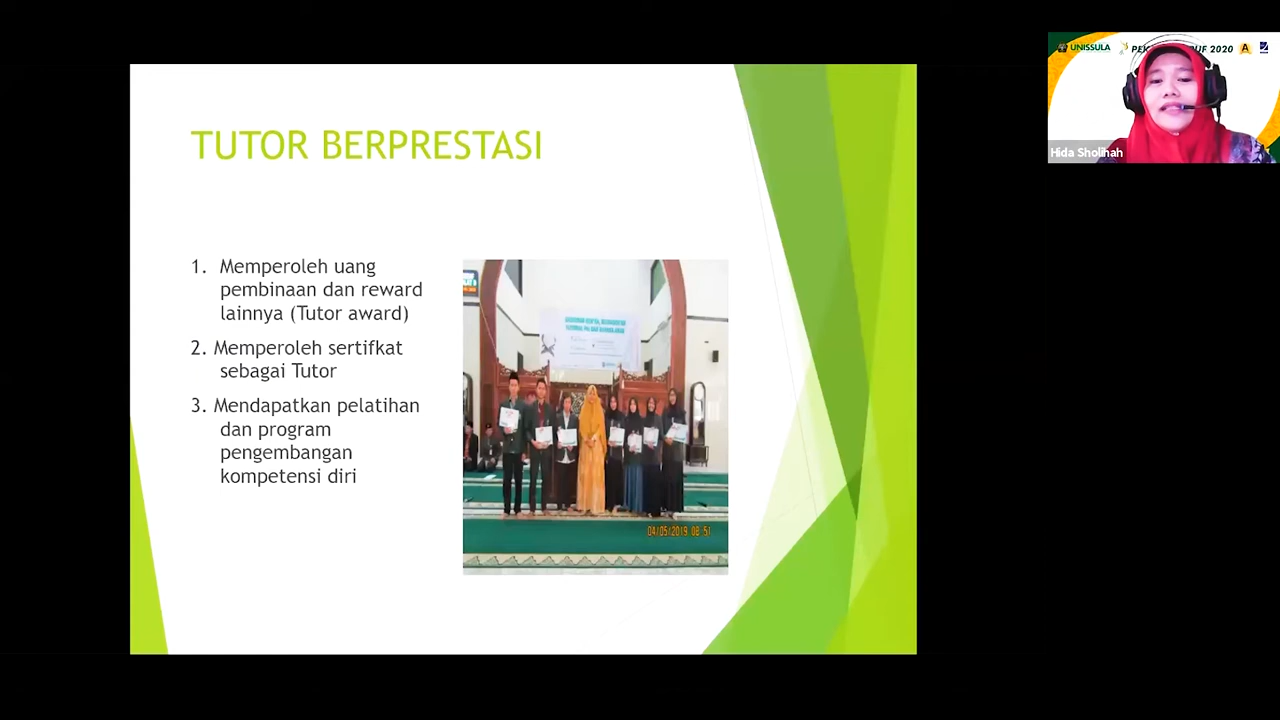 TUTOR BERPRESTASI
1. Memperoleh uang
pembinaan dan reward
lainnya (Tutor award)
2. Memperoleh sertifkat
sebagai Tutor
3. Mendapatkan pelatihan
dan program
pengembangan
kompetensi diri
04/05/2019 08:51
UNISSULA
2020
Hida Sholihah